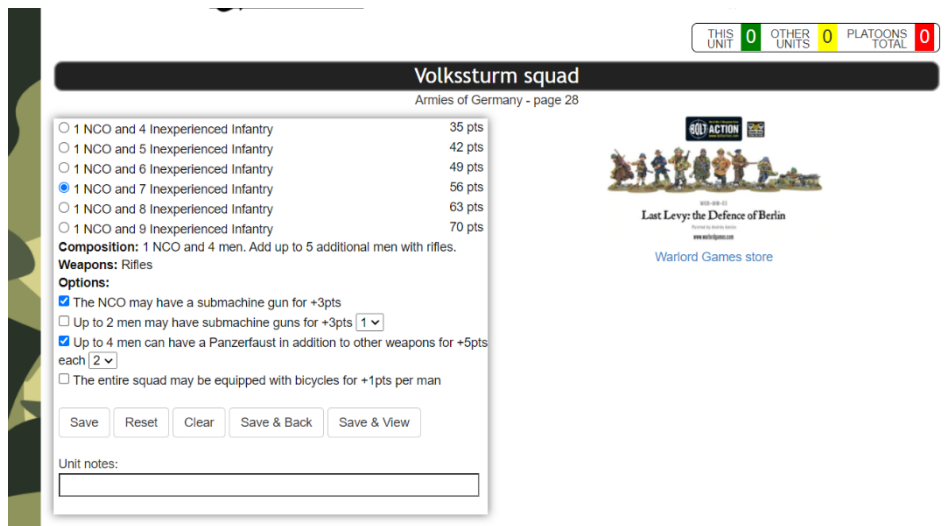 THIS UNIT 0 OTHER UNITS 0 PLATOONS TOTAL 0
Volkssturm squad
Armies of Germany - page 28
1 NCO and 4 Inexperienced Infantry 35 pts
1 NCO and 5 Inexperienced Infantry 42 pts
1 NCO and 6 Inexperienced Infantry 49 pts
1 NCO and 7 Inexperienced Infantry 56 pts
1 NCO and 8 Inexperienced Infantry 63 pts
1 NCO and 9 Inexperienced Infantry 70 pts
Composition: 1 NCO and 4 men. Add up to 5 additional men with rifles.
Weapons: Rifles
Options:
The NCO may have a submachine gun for +3pts
Up to 2 men may have submachine guns for +3pts 1
Up to 4 men can have a Panzerfaust in addition to other weapons for +5pts
each 2
The entire squad may be equipped with bicycles for +1pts per man
Save Reset Clear Save & Back Save & View
Unit notes:
BOLT ACTION
Last Levy: the Defence of Berlin
www.warlordgames.com
Warlord Games store